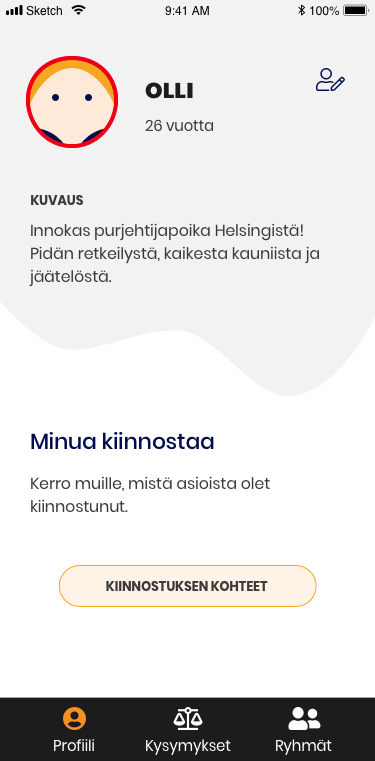 Sketch 9:41 AM 100%
OLLI
26 vuotta
KUVAUS
Innokas purjehtijapoika Helsingistä!
Pidän retkeilystä, kaikesta kauniista ja
jäätelöstä.
Minua kiinnostaa
Kerro muille, mistä asioista olet
kiinnostunut.
KIINNOSTUKSEN KOHTEET
Profiili Kysymykset Ryhmät